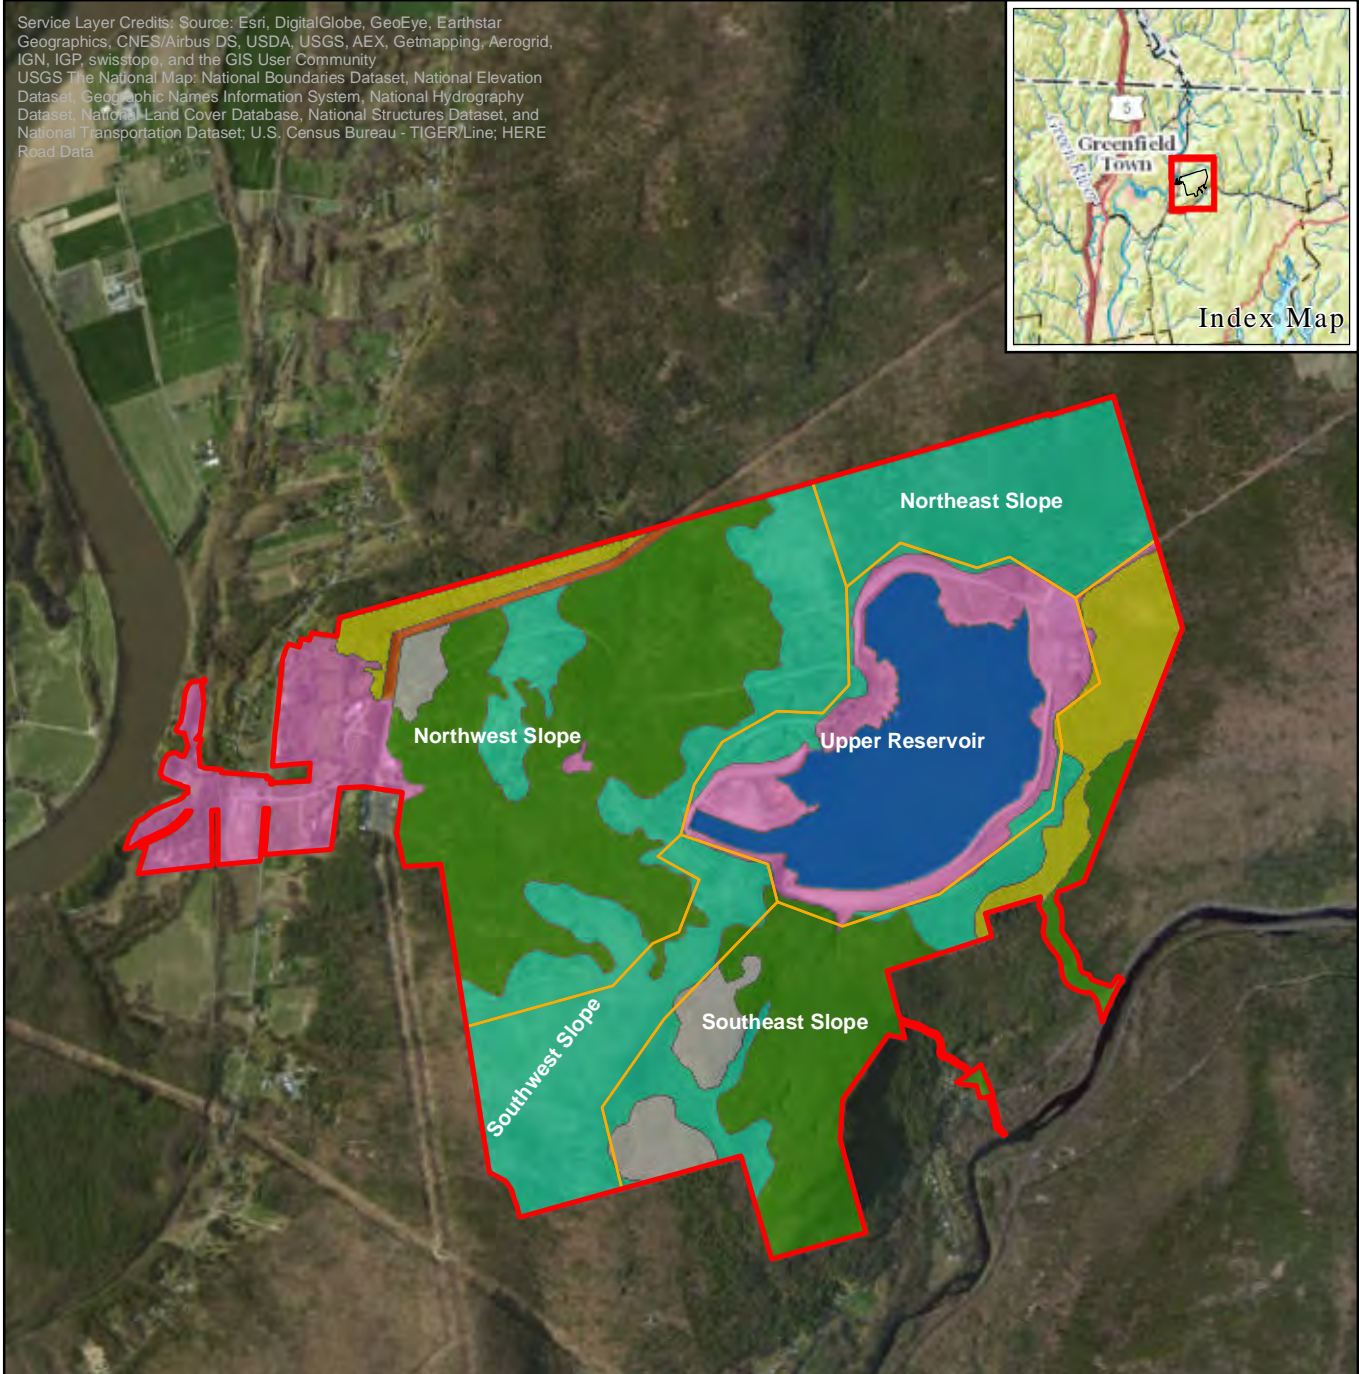 Service Layer Credits: Source: Esri, DigitalGlobe, GeoEye, Earthstar
Geographics, CNES/Airbus DS, USDA, USGS, AEX, Getmapping, Aerogrid,
IGN, IGP, swisstopo, and the GIS User Community
USGS The National Map: National Boundaries Dataset, National Elevation
Dataset, Geographic Names Information System, National Hydrography
Dataset, National Land Cover Database, National Structures Dataset, and
National Transportation Dataset; U.S. Census Bureau - TIGER/Line; HERE
Road Data
5
Green River
Greenfield
Town
Index Map
Northeast Slope
Northwest Slope
Upper Reservoir
Southeast Slope
Southwest Slope